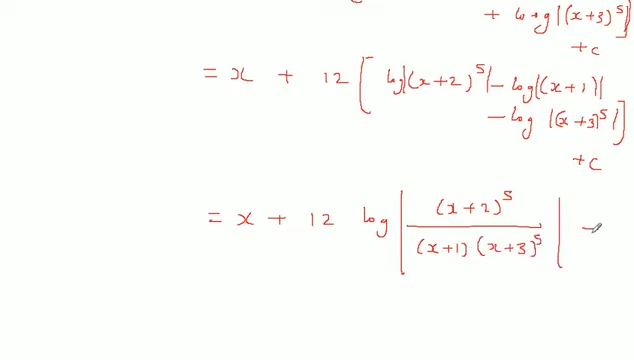 + log |(x+3)^5|]
+c
= x + 12 [ log|(x+2)^5| - log|(x+1)|
- log |(x+3)^5| ]
+c
= x + 12 log | (x+2)^5 / (x+1) (x+3)^5 | -